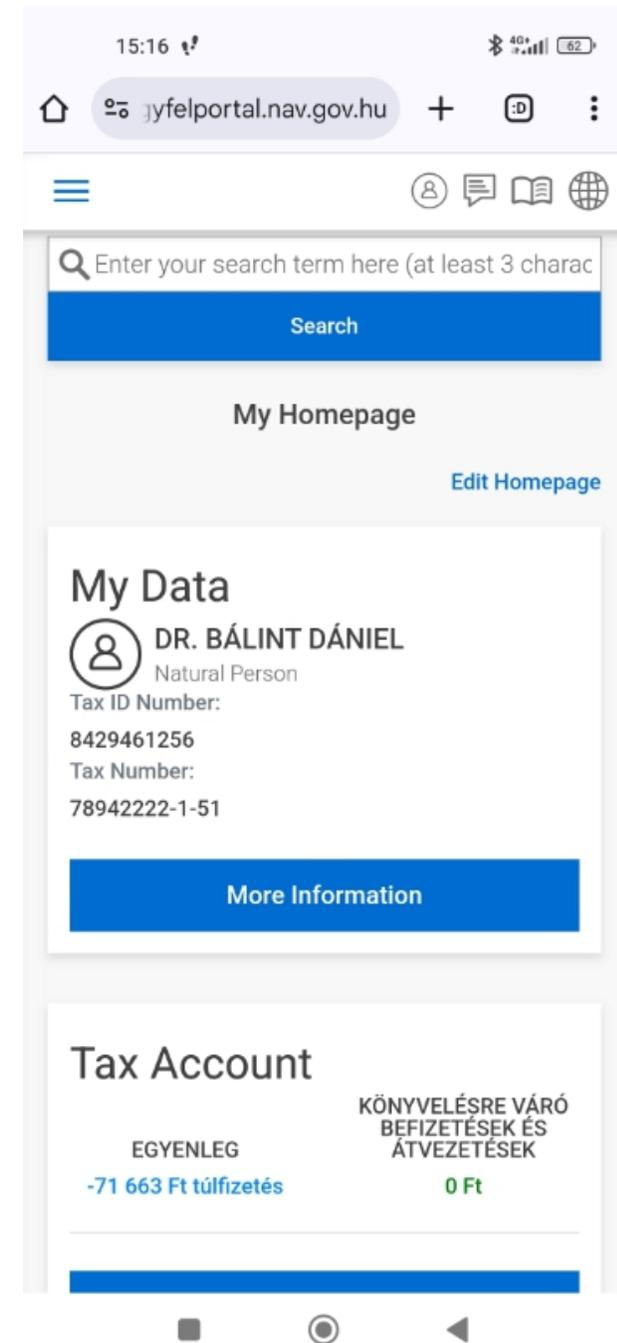 15:16
4G+
62
gyfelportal.nav.gov.hu
:D
Enter your search term here (at least 3 charac
Search
My Homepage
Edit Homepage
My Data
DR. BÁLINT DÁNIEL
Natural Person
Tax ID Number:
8429461256
Tax Number:
78942222-1-51
More Information
Tax Account
EGYENLEG
-71 663 Ft túlfizetés
KÖNYVELÉSRE VÁRÓ
BEFIZETÉSEK ÉS
ÁTVEZETÉSEK
0 Ft